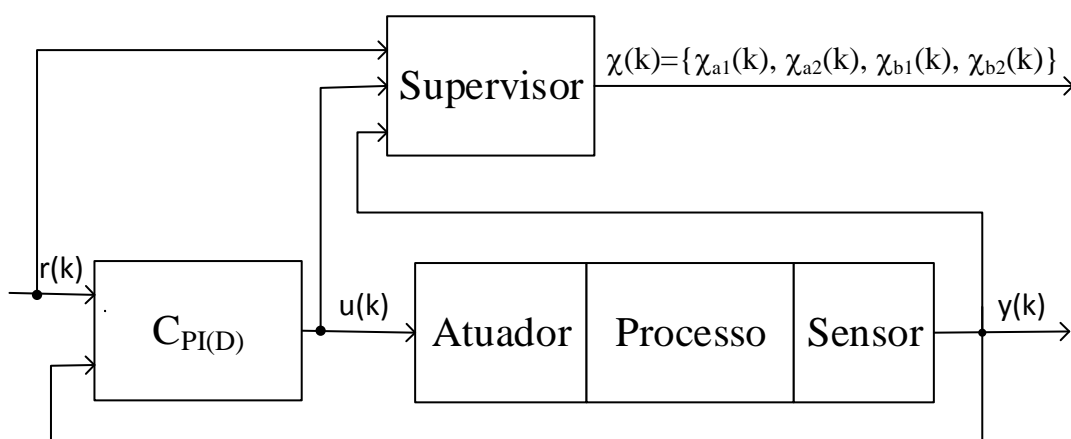 χ(k)={χa1(k), χa2(k), χb1(k), χb2(k)}
Supervisor
r(k)
CPI(D)
u(k)
Atuador
Processo
Sensor
y(k)